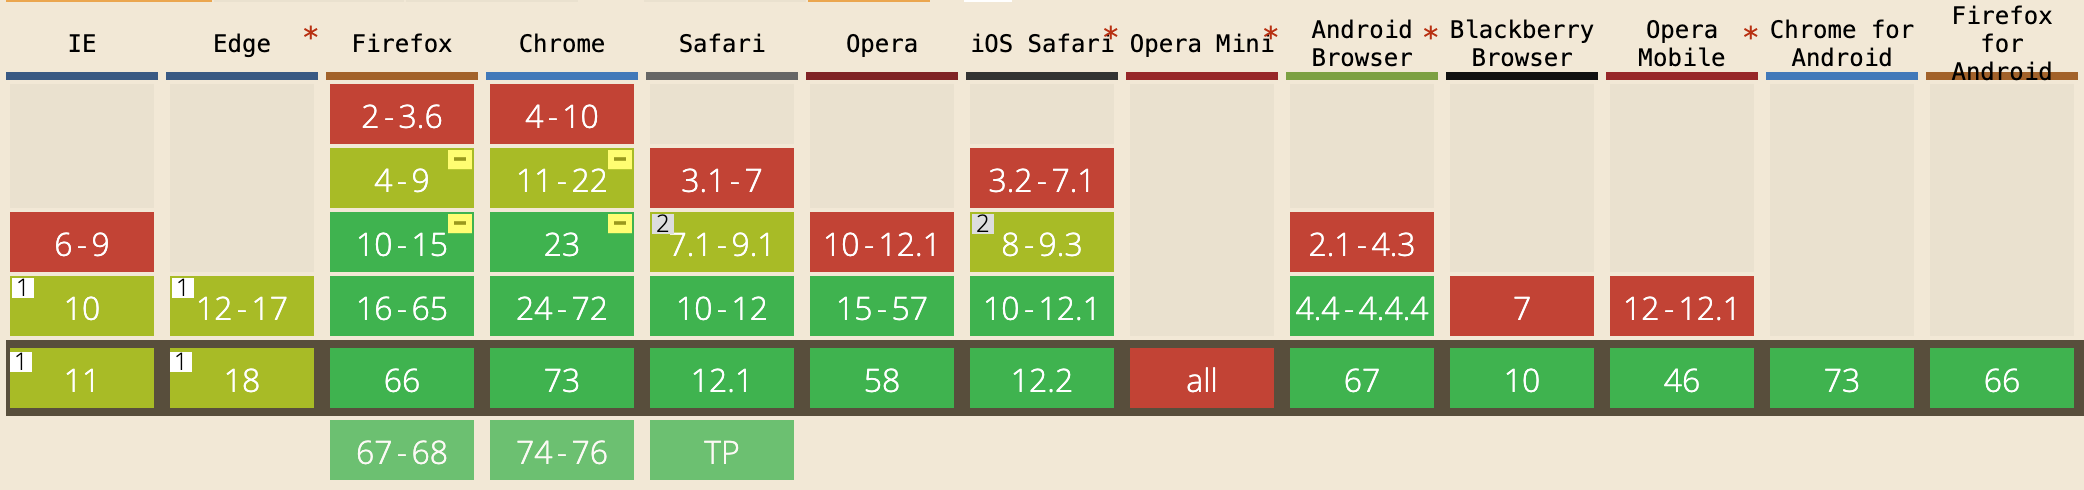 IE Edge * Firefox Chrome Safari Opera iOS Safari * Opera Mini * Android Browser * Blackberry Browser Opera Mobile * Chrome for Android Firefox for Android
2-3.6 4-10
4-9 - 11-22 - 3.1-7 3.2-7.1
6-9 10-15 - 23 - 2 7.1-9.1 10-12.1 2 8-9.3 2.1-4.3
1 10 1 12-17 16-65 24-72 10-12 15-57 10-12.1 4.4-4.4.4 7 12-12.1
1 11 1 18 66 73 12.1 58 12.2 all 67 10 46 73 66
67-68 74-76 TP